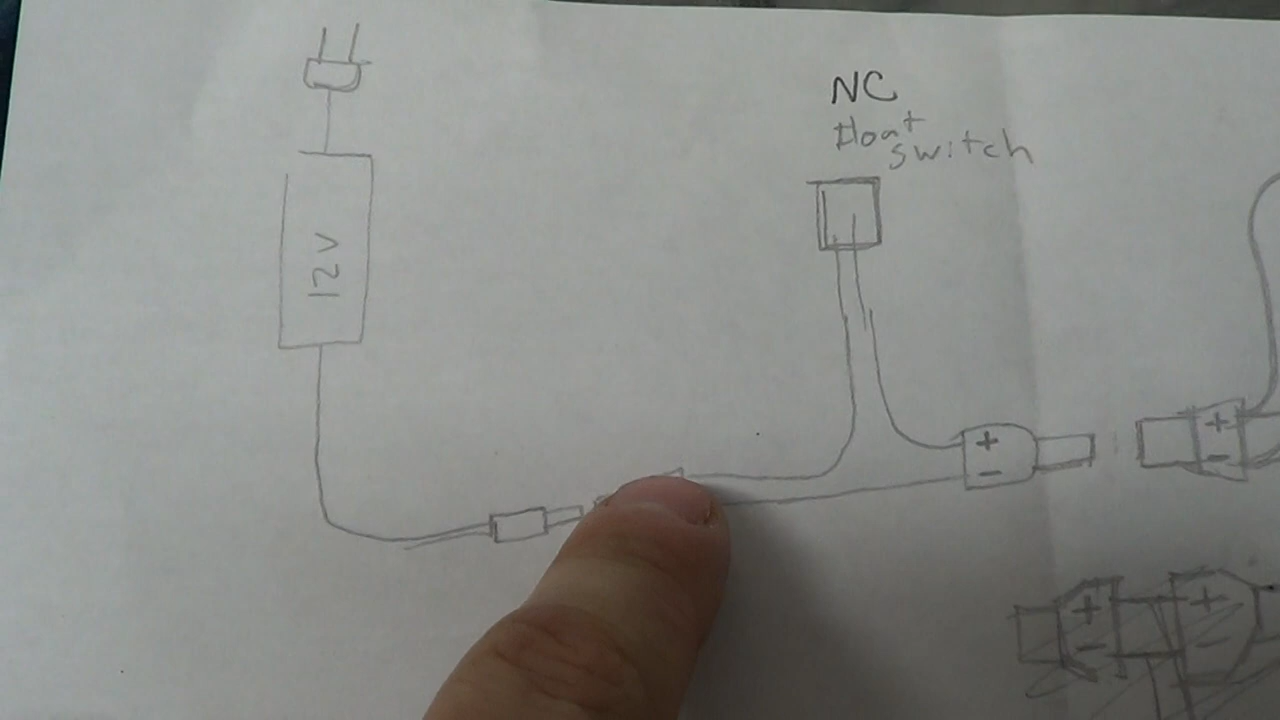 NC
float
switch
12V
+
-
+
-
+
-
+
-